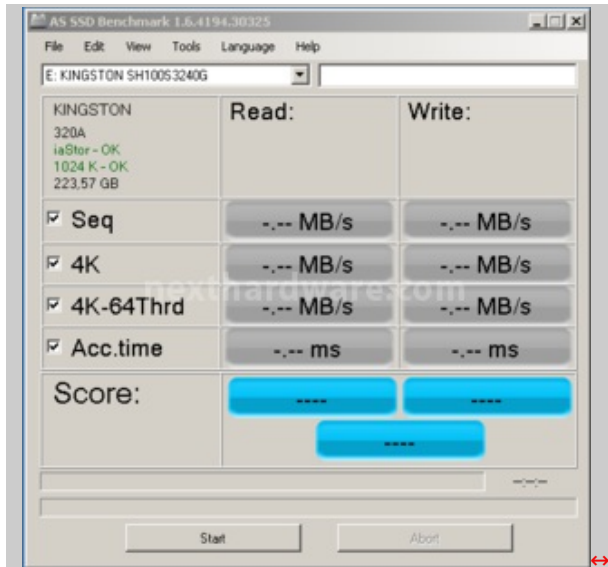 AS SSD Benchmark 1.6.4194.30325
File Edit View Tools Language Help
E: KINGSTON SH100S3240G
KINGSTON
320A
iaStor - OK
1024 K - OK
223,57 GB
Read:
Write:
Seq
-.-- MB/s
-.-- MB/s
4K
-.-- MB/s
-.-- MB/s
4K-64Thrd
-.-- MB/s
-.-- MB/s
Acc.time
-.-- ms
-.-- ms
nexthardware.com
Score:
----
----
----
-:-:-
Start
Abort